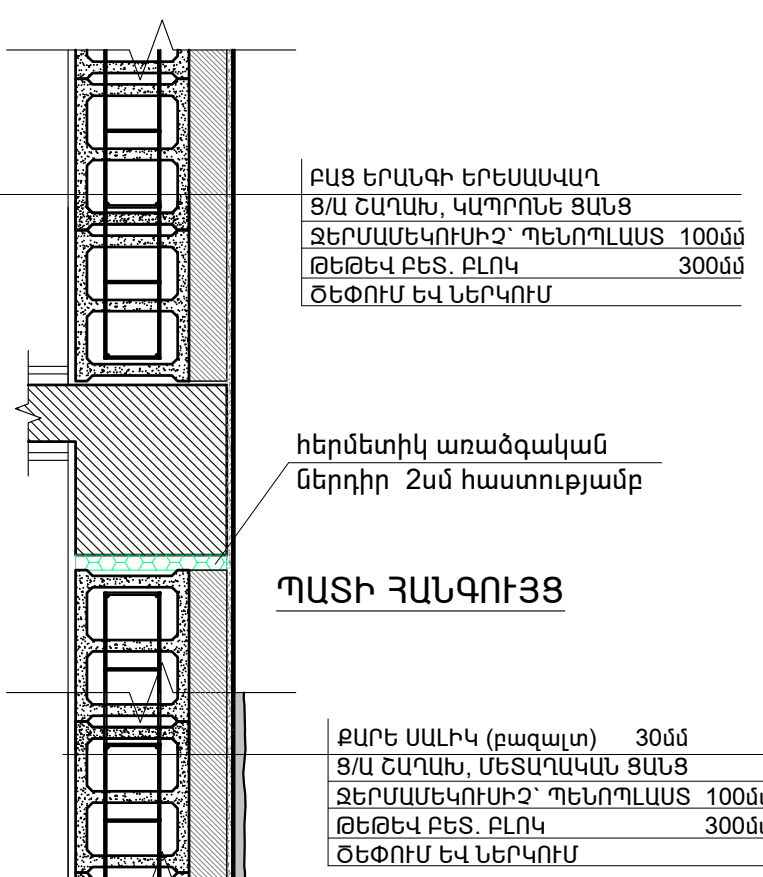 ԲԱՑ ԵՐԱՆԳԻ ԵՐԵՍԱՍՎԱՂ
Ց/Ա ՇԱՂԱԽ, ԿԱՊՐՈՆԵ ՑԱՆՑ
ՋԵՐՄԱՄԵԿՈՒՍԻՉ՝ ՊԵՆՈՊԼԱՍՏ 100մմ
ԹԵԹԵՎ ԲԵՏ. ԲԼՈԿ 300մմ
ԾԵՓՈՒՄ ԵՎ ՆԵՐԿՈՒՄ
հերմետիկ առաձգական
ներդիր 2սմ հաստությամբ
ՊԱՏԻ ՀԱՆԳՈՒՅՑ
ՔԱՐԵ ՍԱԼԻԿ (բազալտ) 30մմ
Ց/Ա ՇԱՂԱԽ, ՄԵՏԱՂԱԿԱՆ ՑԱՆՑ
ՋԵՐՄԱՄԵԿՈՒՍԻՉ՝ ՊԵՆՈՊԼԱՍՏ 100մմ
ԹԵԹԵՎ ԲԵՏ. ԲԼՈԿ 300մմ
ԾԵՓՈՒՄ ԵՎ ՆԵՐԿՈՒՄ